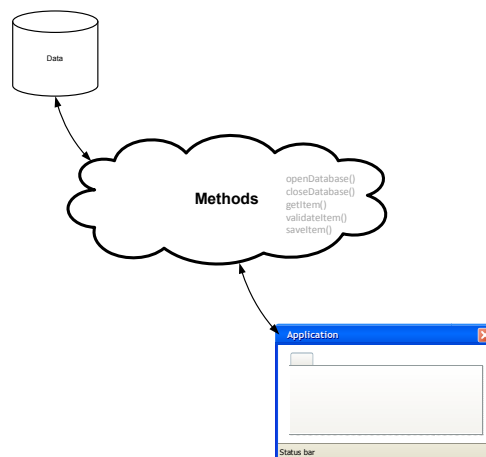 Data
Methods
openDatabase()
closeDatabase()
getItem()
validateItem()
saveItem()
Application
Status bar